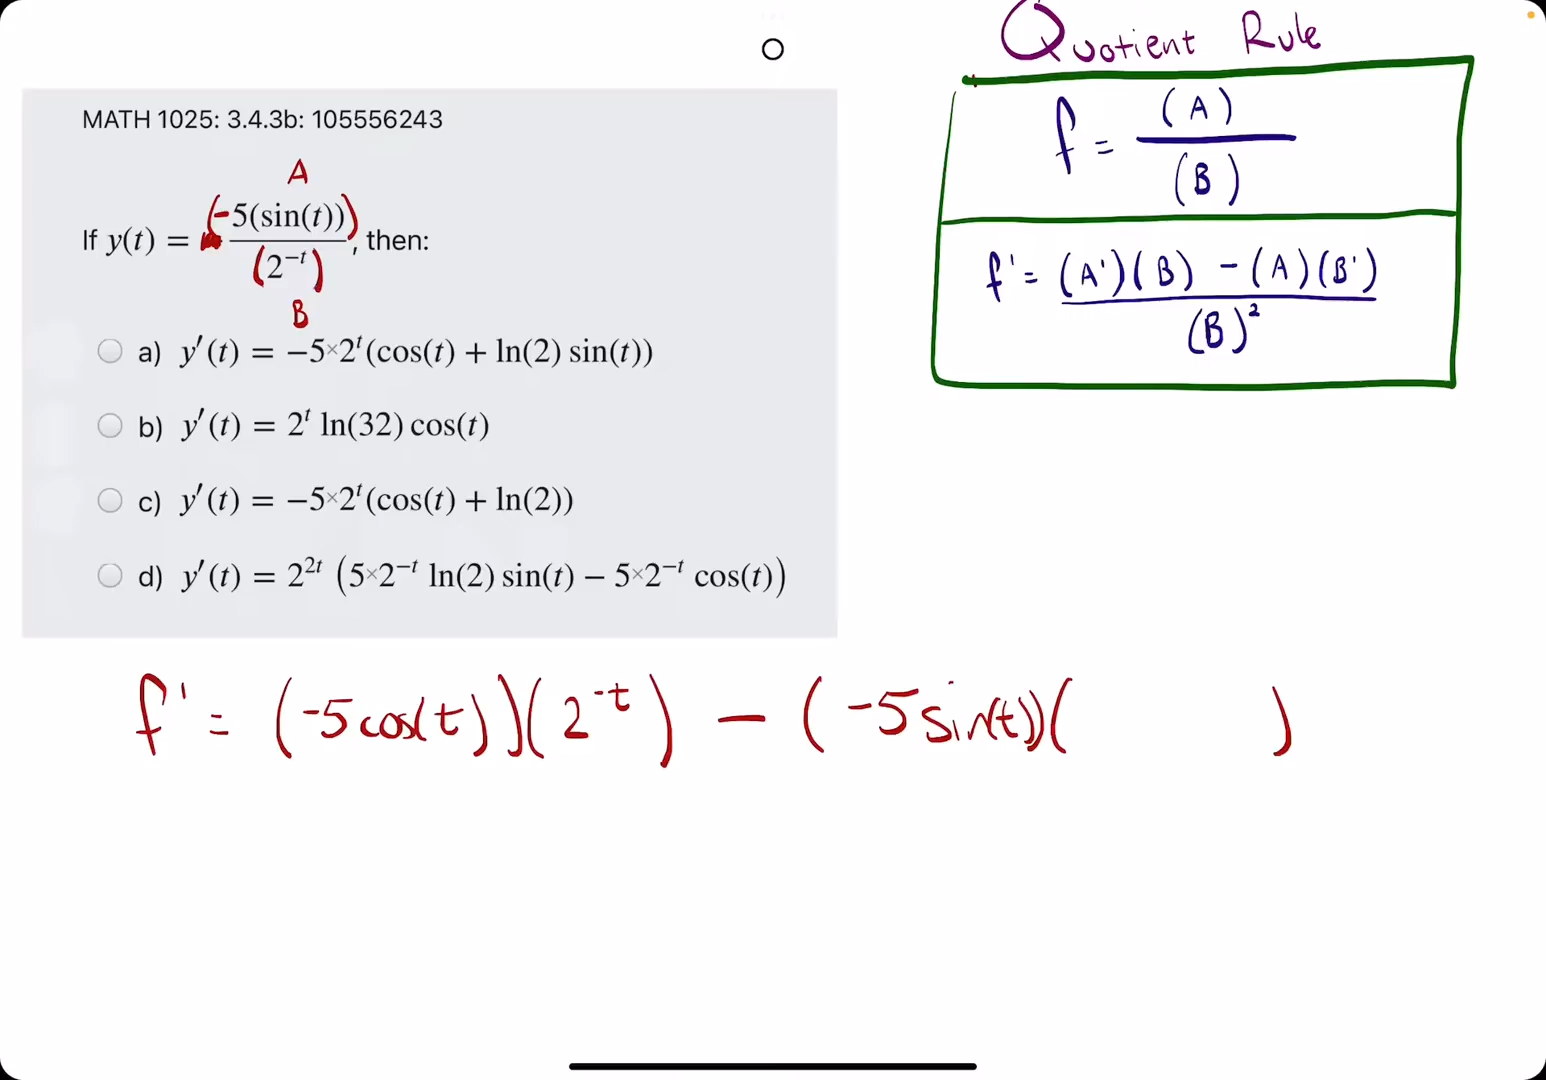 Quotient Rule
f = (A) / (B)
f' = (A')(B) - (A)(B') / (B)²
MATH 1025: 3.4.3b: 105556243
A
If y(t) = (-5(sin(t))) / (2⁻ᵗ), then:
B
a) y′(t) = −5×2ᵗ(cos(t) + ln(2) sin(t))
b) y′(t) = 2ᵗ ln(32) cos(t)
c) y′(t) = −5×2ᵗ(cos(t) + ln(2))
d) y′(t) = 2²ᵗ (5×2⁻ᵗ ln(2) sin(t) − 5×2⁻ᵗ cos(t))
f' = (-5cos(t))(2⁻ᵗ) - (-5sin(t))( )